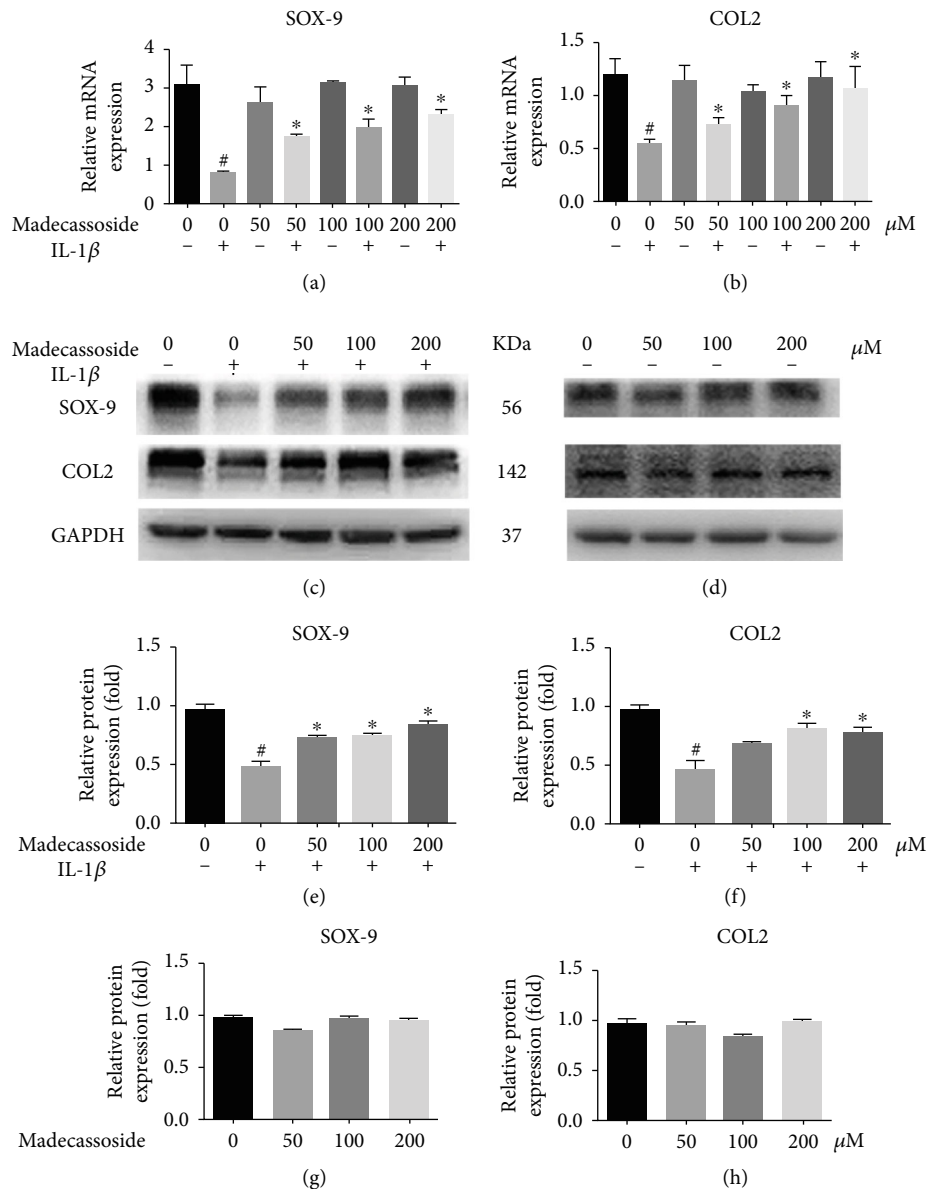 SOX-9
COL2
Relative mRNA
expression
4
3
2
1
0
#
*
*
*
Relative mRNA
expression
1.5
1.0
0.5
0.0
#
*
*
*
Madecassoside 0 0 50 50 100 100 200 200
0 0 50 50 100 100 200 200 μM
IL-1β − + − + − + − +
− + − + − + − +
(a)
(b)
Madecassoside 0 0 50 100 200 KDa 0 50 100 200 μM
IL-1β − + + + + − − − −
SOX-9 56
COL2 142
GAPDH 37
(c)
(d)
SOX-9
COL2
Relative protein
expression (fold)
1.5
1.0
0.5
0.0
#
*
*
*
Relative protein
expression (fold)
1.5
1.0
0.5
0.0
#
*
*
Madecassoside 0 0 50 100 200
0 0 50 100 200 μM
IL-1β − + + + +
− + + + +
(e)
(f)
SOX-9
COL2
Relative protein
expression (fold)
1.5
1.0
0.5
0.0
Relative protein
expression (fold)
1.5
1.0
0.5
0.0
Madecassoside 0 50 100 200
0 50 100 200 μM
(g)
(h)